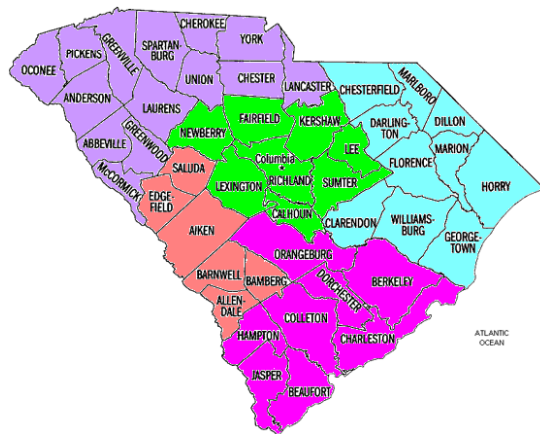 CHEROKEE
YORK
SPARTAN-
BURG
GREENVILLE
PICKENS
OCONEE
UNION
CHESTER
LANCASTER
ANDERSON
LAURENS
CHESTERFIELD
MARLBORO
DARLING-
TON
DILLON
FAIRFIELD
KERSHAW
NEWBERRY
ABBEVILLE
GREENWOOD
LEE
MARION
FLORENCE
McCORMICK
SALUDA
Columbia
RICHLAND
LEXINGTON
SUMTER
HORRY
EDGE-
FIELD
CALHOUN
CLARENDON
WILLIAMS-
BURG
GEORGE-
TOWN
AIKEN
ORANGEBURG
BARNWELL
BAMBERG
DORCHESTER
BERKELEY
ALLEN-
DALE
COLLETON
HAMPTON
CHARLESTON
JASPER
BEAUFORT
ATLANTIC
OCEAN